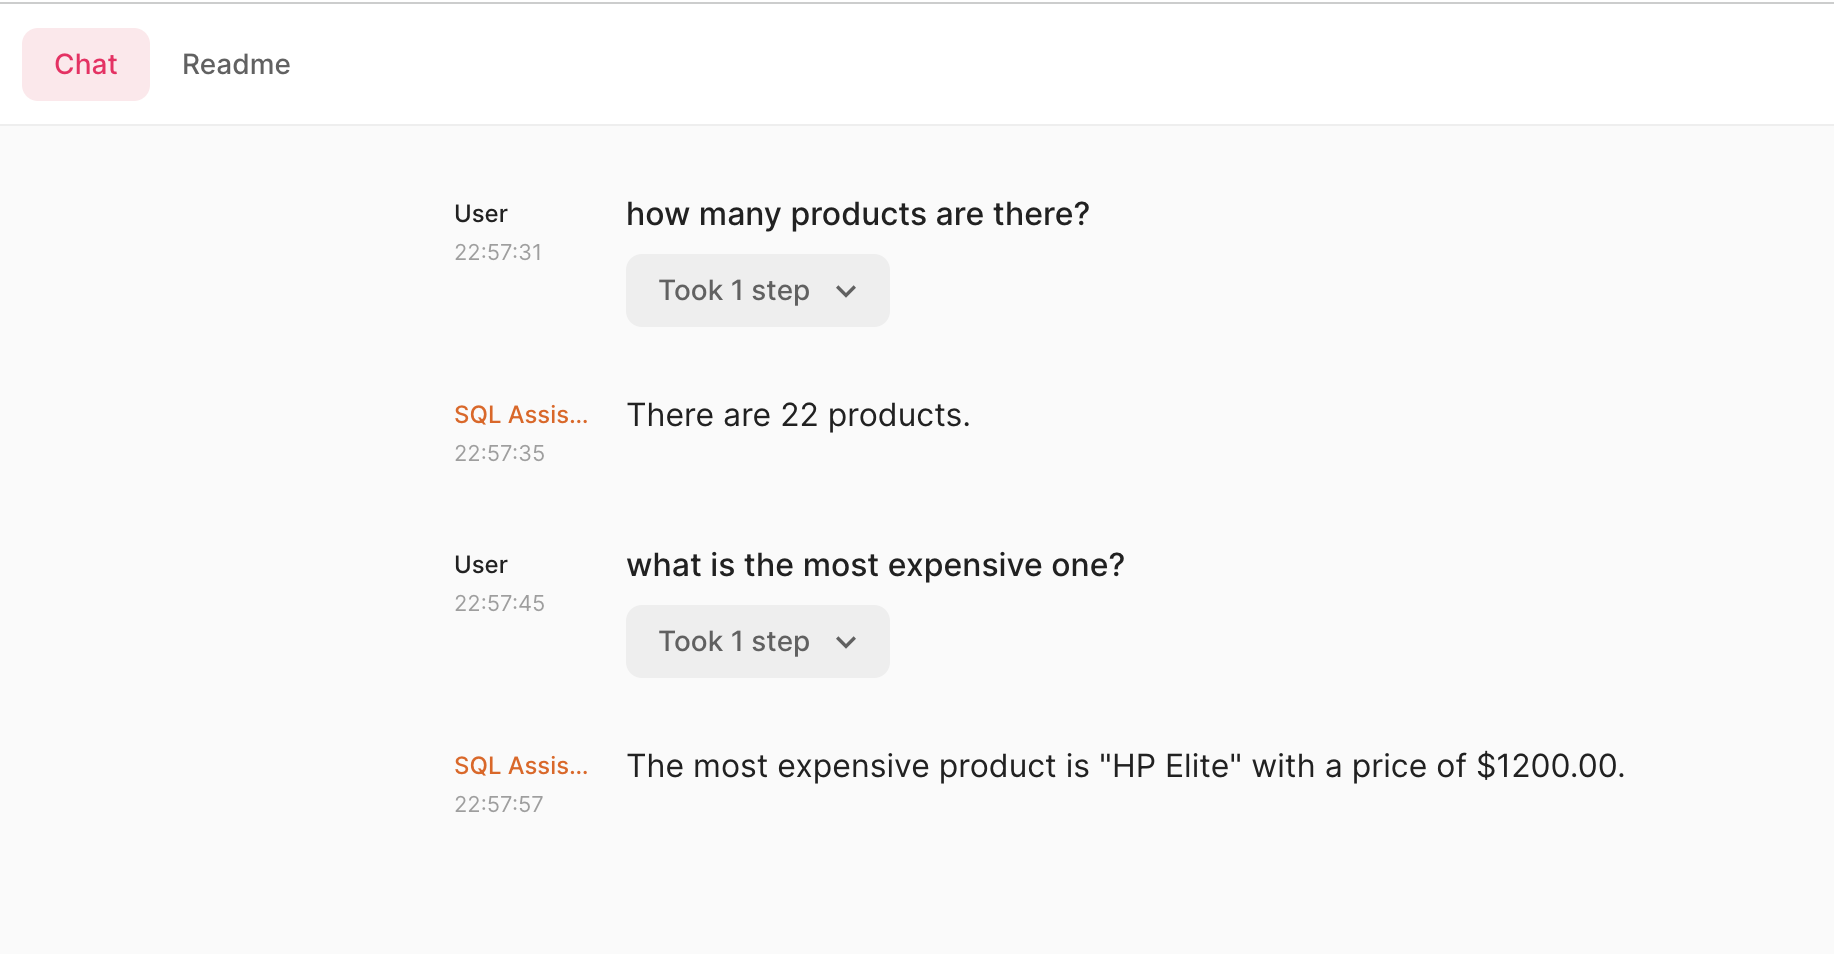 Chat Readme
User how many products are there?
22:57:31
Took 1 step
SQL Assis... There are 22 products.
22:57:35
User what is the most expensive one?
22:57:45
Took 1 step
SQL Assis... The most expensive product is "HP Elite" with a price of $1200.00.
22:57:57